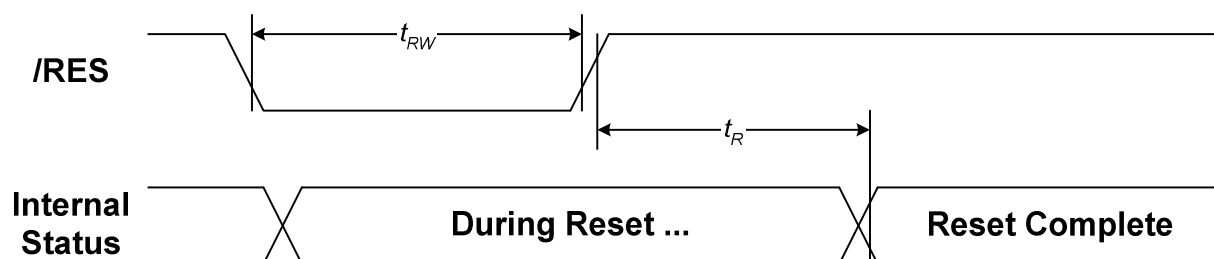 /RES
tRW
tR
Internal
Status
During Reset ...
Reset Complete